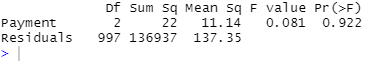 Df Sum Sq Mean Sq F value Pr(>F)
Payment 2 22 11.14 0.081 0.922
Residuals 997 136937 137.35
>